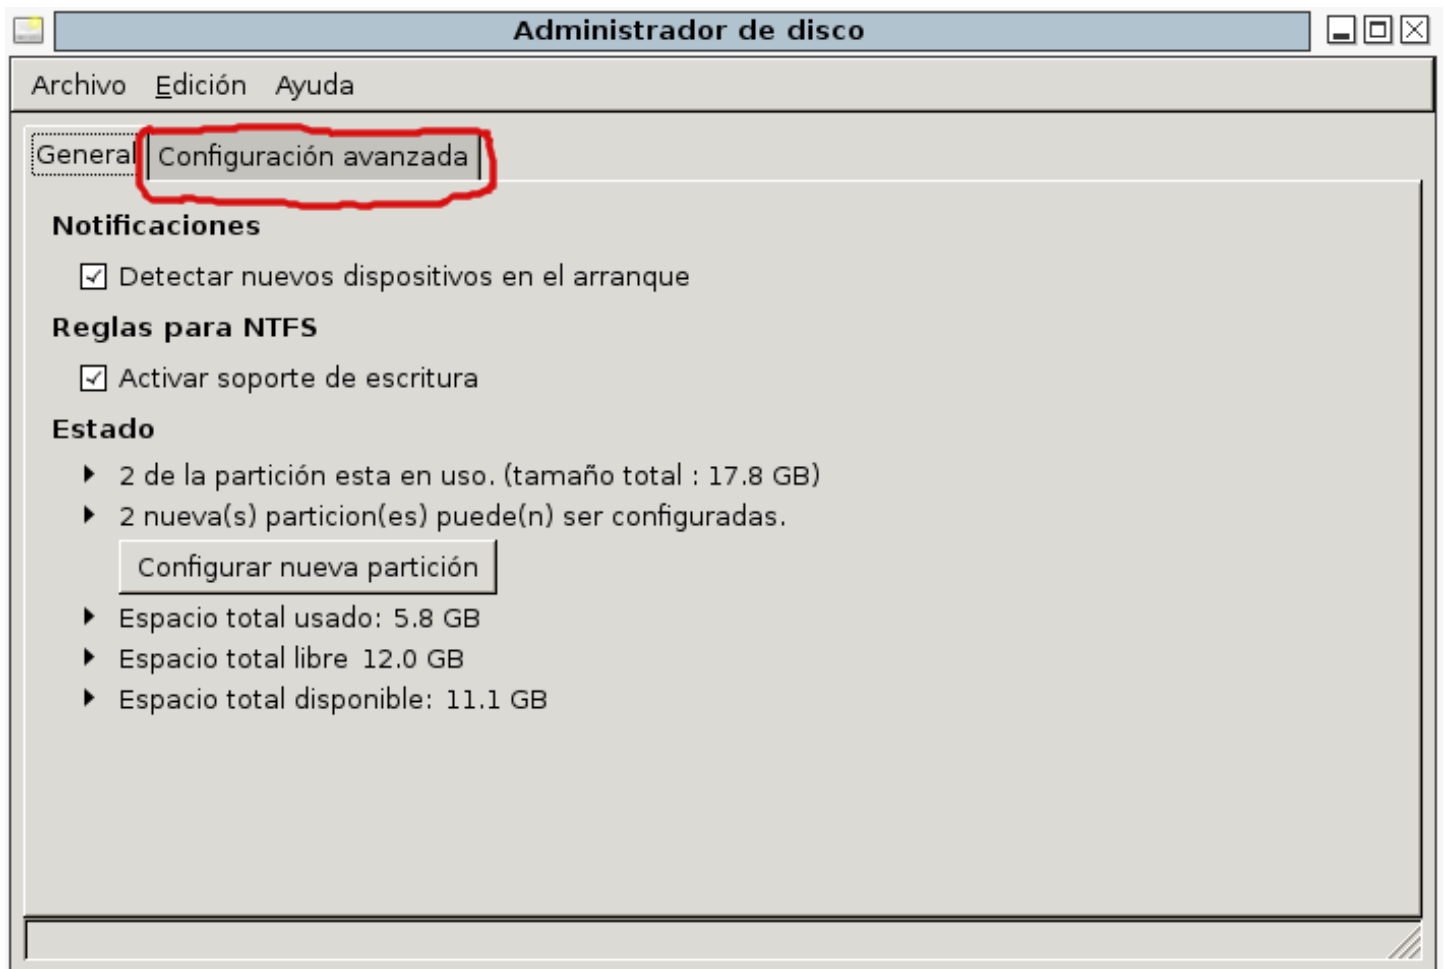 Administrador de disco
Archivo Edición Ayuda
General Configuración avanzada
Notificaciones
Detectar nuevos dispositivos en el arranque
Reglas para NTFS
Activar soporte de escritura
Estado
2 de la partición esta en uso. (tamaño total : 17.8 GB)
2 nueva(s) particion(es) puede(n) ser configuradas.
Configurar nueva partición
Espacio total usado: 5.8 GB
Espacio total libre 12.0 GB
Espacio total disponible: 11.1 GB